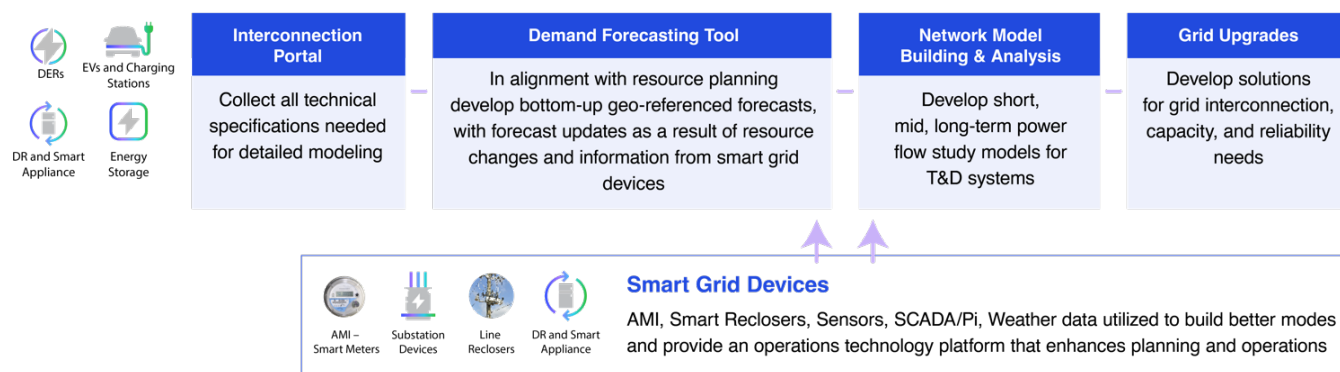 DERs
EVs and Charging
Stations
DR and Smart
Appliance
Energy
Storage
Interconnection
Portal
Collect all technical
specifications needed
for detailed modeling
Demand Forecasting Tool
In alignment with resource planning
develop bottom-up geo-referenced forecasts,
with forecast updates as a result of resource
changes and information from smart grid
devices
Network Model
Building & Analysis
Develop short,
mid, long-term power
flow study models for
T&D systems
Grid Upgrades
Develop solutions
for grid interconnection,
capacity, and reliability
needs
AMI –
Smart Meters
Substation
Devices
Line
Reclosers
DR and Smart
Appliance
Smart Grid Devices
AMI, Smart Reclosers, Sensors, SCADA/Pi, Weather data utilized to build better modes
and provide an operations technology platform that enhances planning and operations